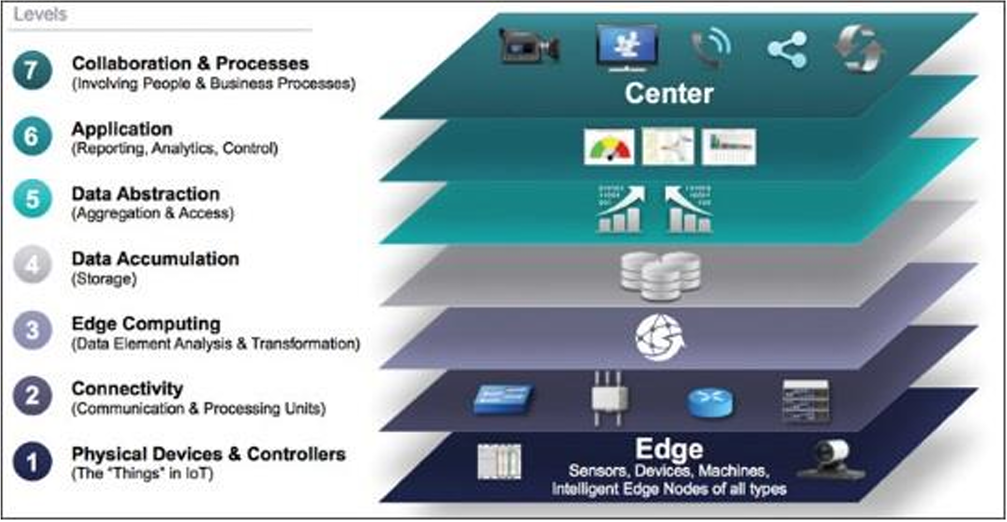 Levels
7
Collaboration & Processes
(Involving People & Business Processes)
6
Application
(Reporting, Analytics, Control)
5
Data Abstraction
(Aggregation & Access)
4
Data Accumulation
(Storage)
3
Edge Computing
(Data Element Analysis & Transformation)
2
Connectivity
(Communication & Processing Units)
1
Physical Devices & Controllers
(The "Things" in IoT)
Center
Edge
Sensors, Devices, Machines,
Intelligent Edge Nodes of all types